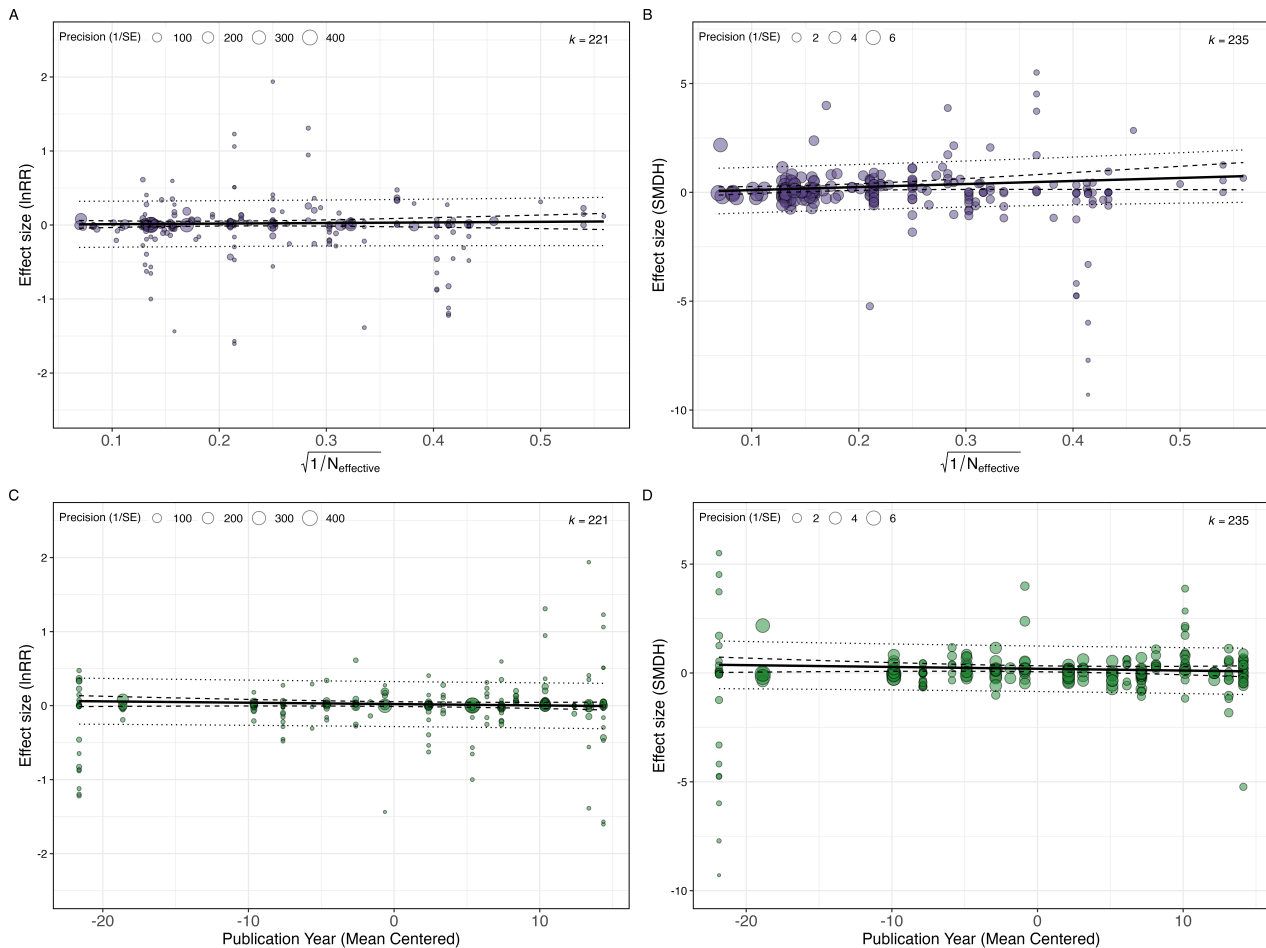 A
Precision (1/SE) 100 200 300 400
k = 221
2
1
0
-1
-2
Effect size (lnRR)
0.1 0.2 0.3 0.4 0.5
√1/N_effective
B
Precision (1/SE) 2 4 6
k = 235
5
0
-5
-10
Effect size (SMDH)
0.1 0.2 0.3 0.4 0.5
√1/N_effective
C
Precision (1/SE) 100 200 300 400
k = 221
2
1
0
-1
-2
Effect size (lnRR)
-20 -10 0 10
Publication Year (Mean Centered)
D
Precision (1/SE) 2 4 6
k = 235
5
0
-5
-10
Effect size (SMDH)
-20 -10 0 10
Publication Year (Mean Centered)